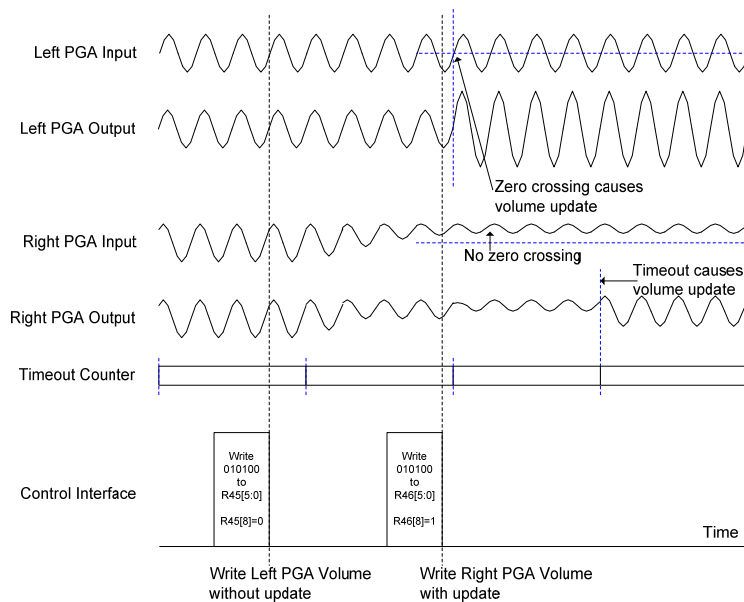 Left PGA Input
Left PGA Output
Zero crossing causes
volume update
Right PGA Input
No zero crossing
Timeout causes
volume update
Right PGA Output
Timeout Counter
Control Interface
Write
010100
to
R45[5:0]
R45[8]=0
Write
010100
to
R46[5:0]
R46[8]=1
Time
Write Left PGA Volume
without update
Write Right PGA Volume
with update